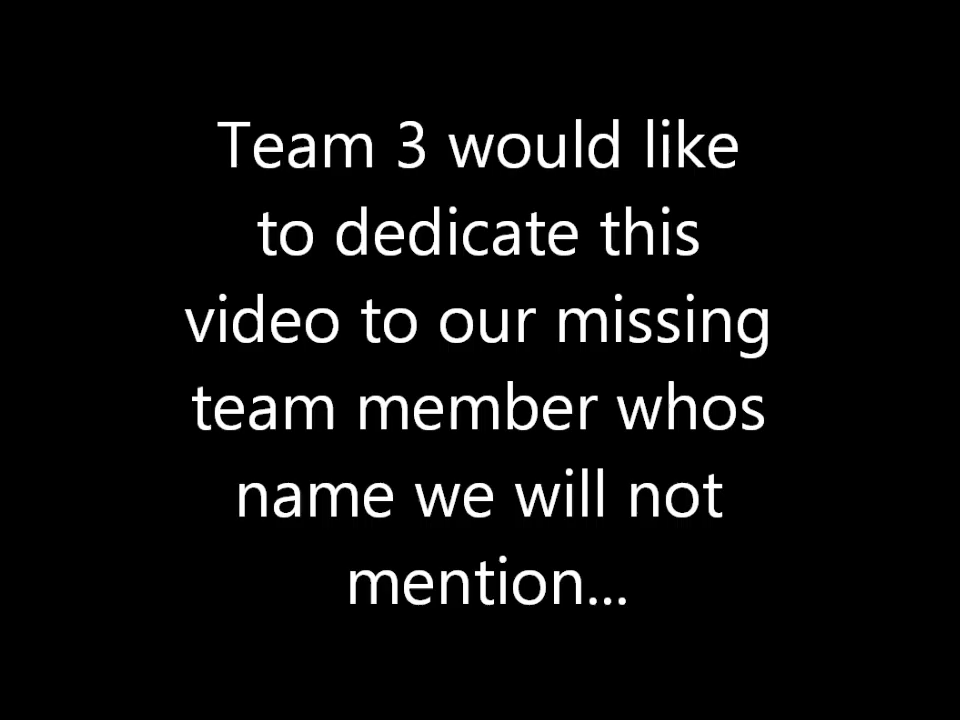 Team 3 would like
to dedicate this
video to our missing
team member whos
name we will not
mention...